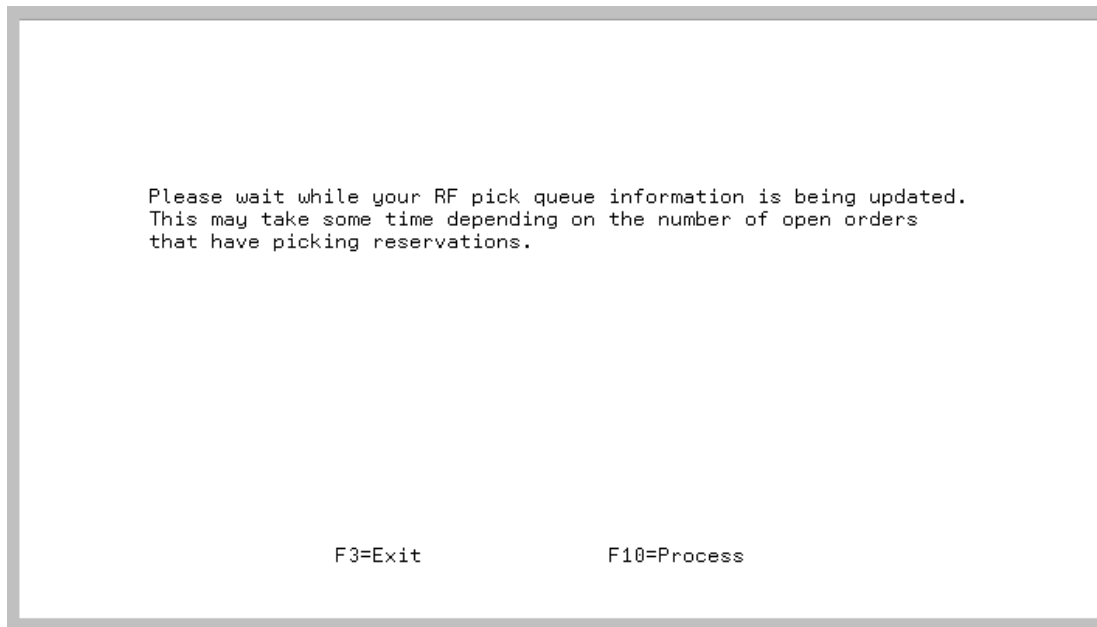 Please wait while your RF pick queue information is being updated.
This may take some time depending on the number of open orders
that have picking reservations.
F3=Exit F10=Process